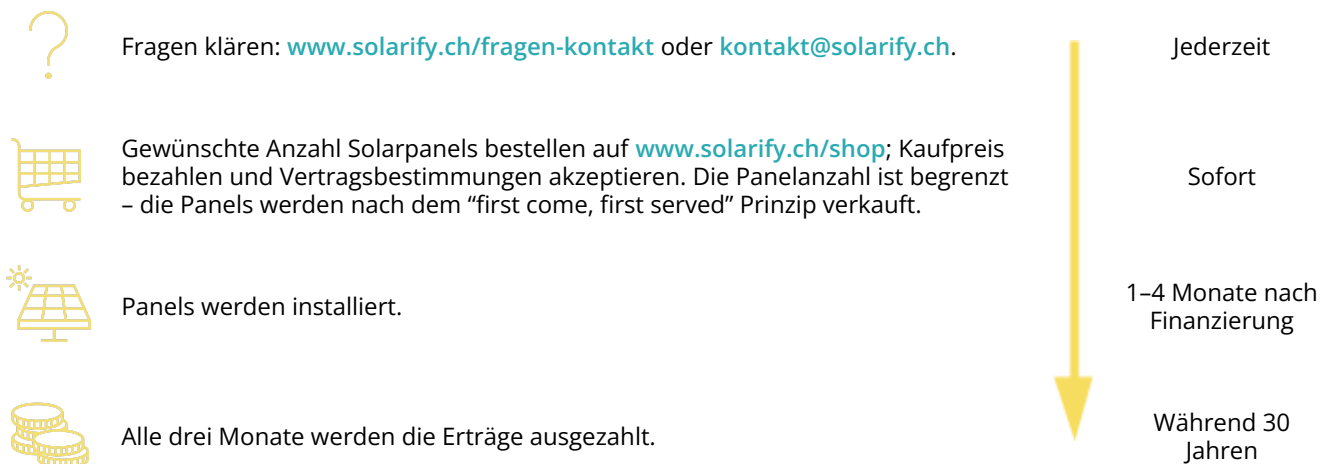 Fragen klären: www.solarify.ch/fragen-kontakt oder kontakt@solarify.ch.
Jederzeit
Gewünschte Anzahl Solarpanels bestellen auf www.solarify.ch/shop; Kaufpreis
bezahlen und Vertragsbestimmungen akzeptieren. Die Panelanzahl ist begrenzt
– die Panels werden nach dem “first come, first served” Prinzip verkauft.
Sofort
Panels werden installiert.
1–4 Monate nach
Finanzierung
Alle drei Monate werden die Erträge ausgezahlt.
Während 30
Jahren